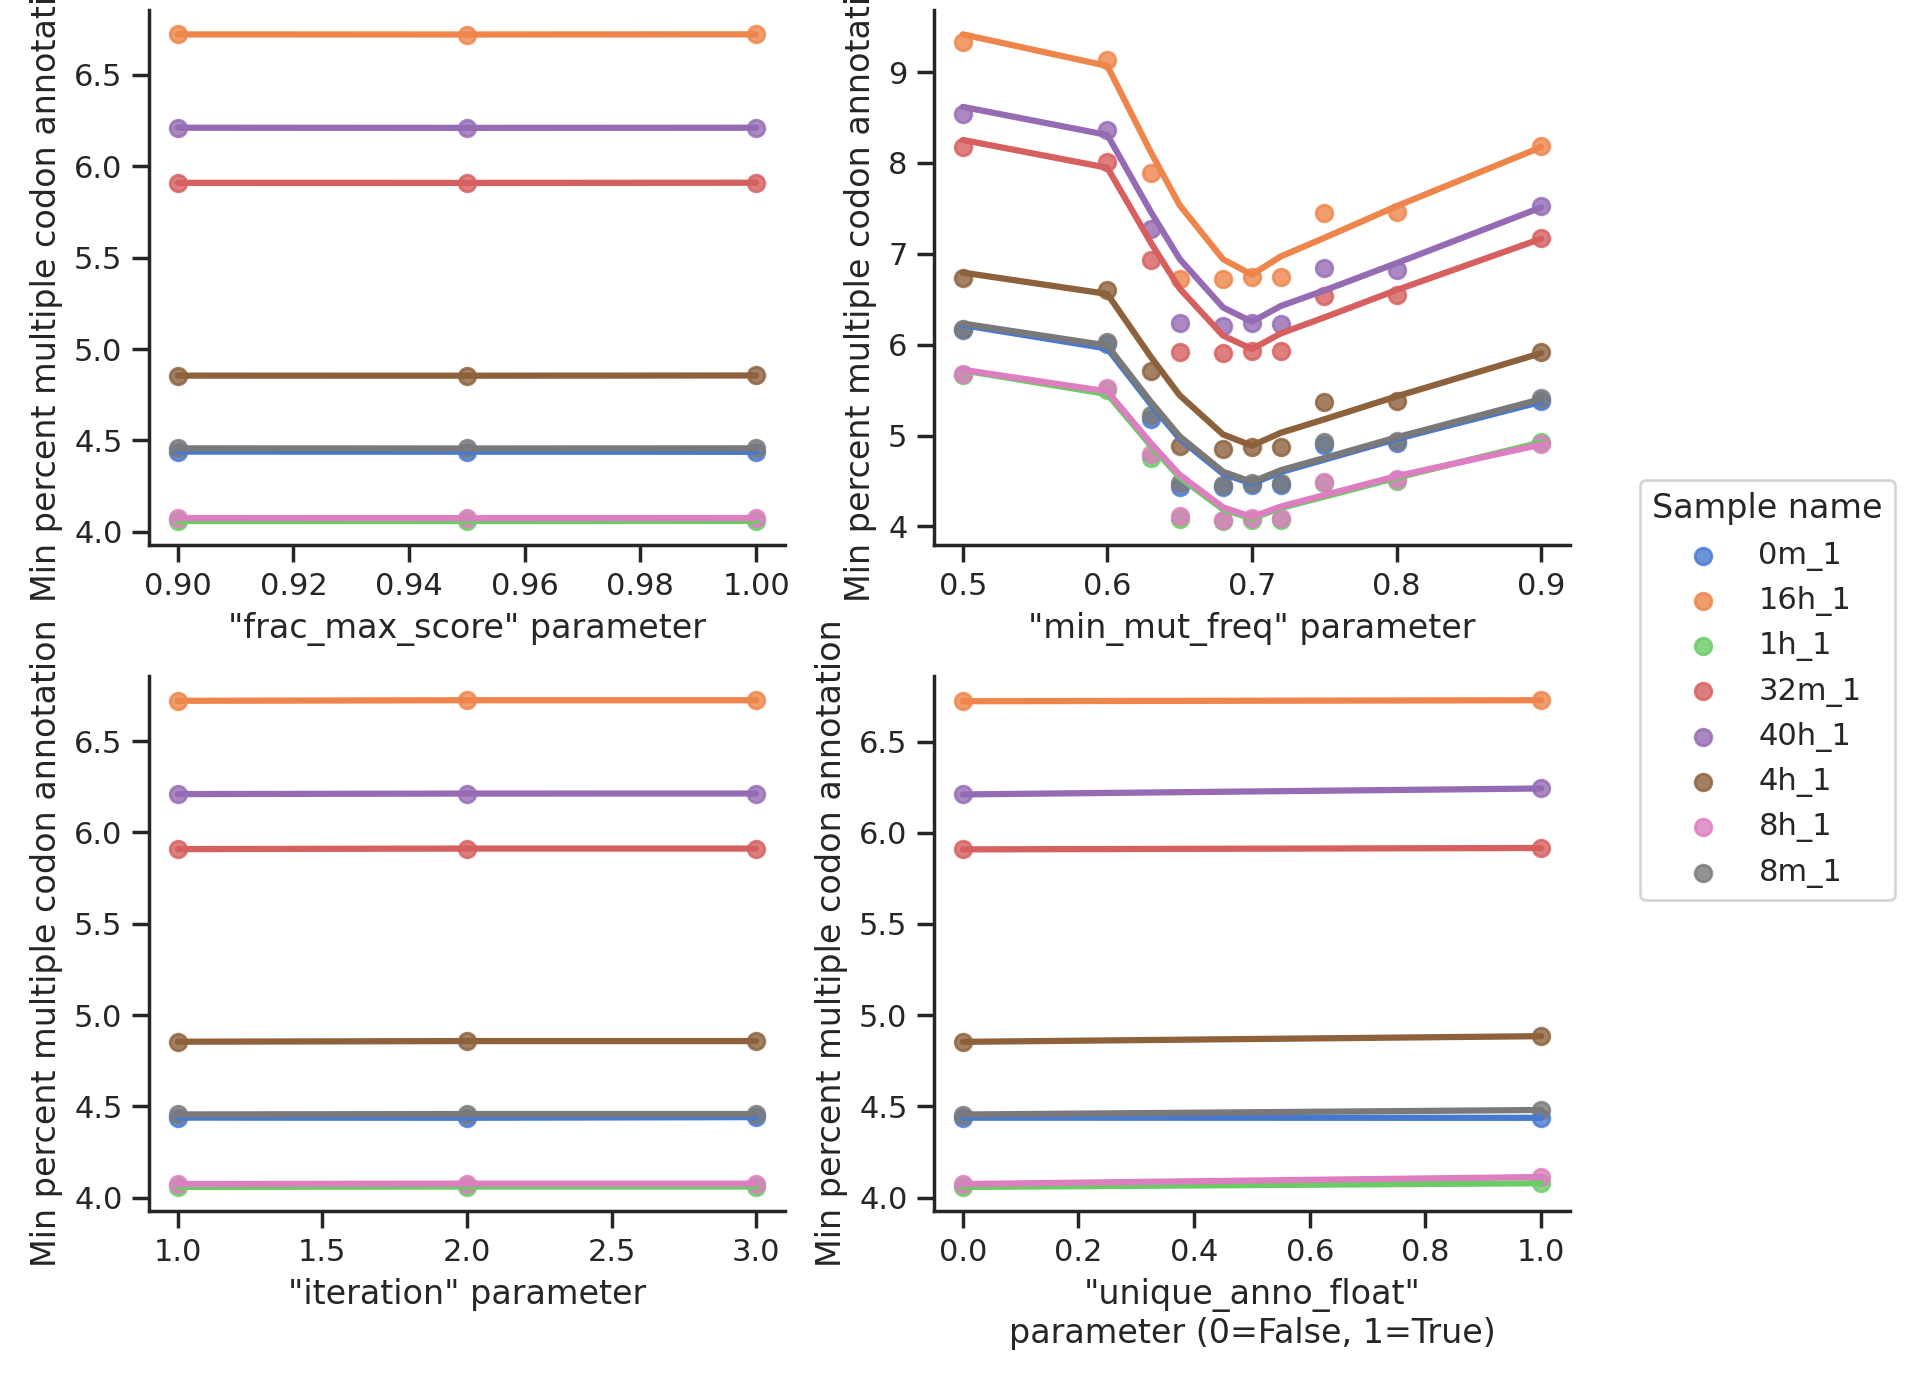 Min percent multiple codon annotati
6.5
6.0
5.5
5.0
4.5
4.0
0.90 0.92 0.94 0.96 0.98 1.00
"frac_max_score" parameter
Min percent multiple codon annotati
9
8
7
6
5
4
0.5 0.6 0.7 0.8 0.9
"min_mut_freq" parameter
Min percent multiple codon annotation
6.5
6.0
5.5
5.0
4.5
4.0
1.0 1.5 2.0 2.5 3.0
"iteration" parameter
Min percent multiple codon annotation
6.5
6.0
5.5
5.0
4.5
4.0
0.0 0.2 0.4 0.6 0.8 1.0
"unique_anno_float"
parameter (0=False, 1=True)
Sample name
0m_1
16h_1
1h_1
32m_1
40h_1
4h_1
8h_1
8m_1